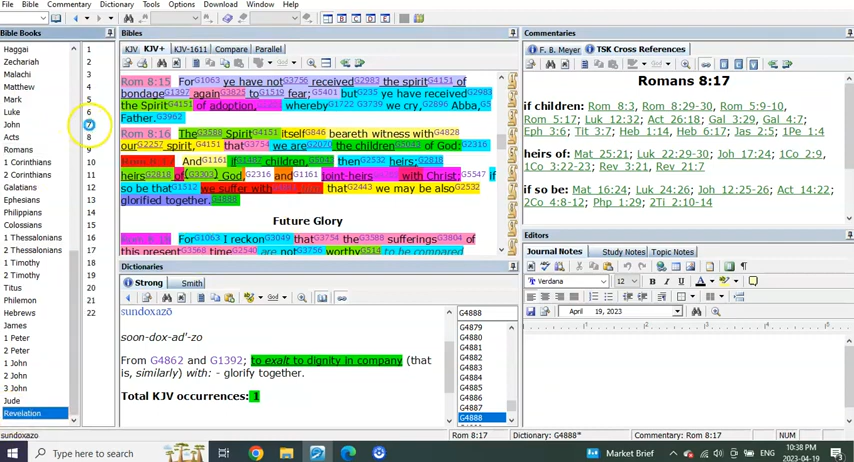 File Bible Commentary Dictionary Tools Options Download Window Help
Bible Books
Haggai 1
Zechariah 2
Malachi 3
Matthew 4
Mark 5
Luke 6
John 7
Acts 8
Romans 9
1 Corinthians 10
2 Corinthians 11
Galatians 12
Ephesians 13
Philippians 14
Colossians 15
1 Thessalonians 16
2 Thessalonians 17
1 Timothy 18
2 Timothy 19
Titus 20
Philemon 21
Hebrews 22
James
1 Peter
2 Peter
1 John
2 John
3 John
Jude
Revelation
Bibles
KJV KJV+ KJV-1611 Compare Parallel
Rom 8:15 For G1063 ye have not G3756 received G2983 the spirit G4151 of
bondage G1397 again G3825 to G1519 fear; G5401 but G235 ye have received G2983
the Spirit G4151 of adoption, whereby G1722 G3739 we cry, G2896 Abba, G5
Father. G3962
Rom 8:16 The G3588 Spirit G4151 itself G846 beareth witness with G4828
our G2257 spirit, G4151 that G3754 we are G2070 the children G5043 of God: G2316
And G1161 if G1487 children, G5043 then G2532 heirs; G2818
heirs G2818 of (G3303) God, G2316 and G1161 joint-heirs with Christ; G5547 if
so be that G1512 we suffer with that G2443 we may be also G2532
glorified together. G4888
Future Glory
For G1063 I reckon G3049 that G3754 the G3588 sufferings G3804 of
this present G3568 time G2540 are not G3756 worthy G514 to be compared
Dictionaries
Strong Smith
God
G4888
sundoxazō
soon-dox-ad'-zo
From G4862 and G1392; to exalt to dignity in company (that
is, similarly) with: - glorify together.
Total KJV occurrences: 1
G4879
G4880
G4881
G4882
G4883
G4884
G4885
G4886
G4887
G4888
Commentaries
F. B. Meyer TSK Cross References
Romans 8:17
if children: Rom 8:3, Rom 8:29-30, Rom 5:9-10,
Rom 5:17; Luk 12:32; Act 26:18; Gal 3:29, Gal 4:7;
Eph 3:6; Tit 3:7; Heb 1:14, Heb 6:17; Jas 2:5; 1Pe 1:4
heirs of: Mat 25:21; Luk 22:29-30; Joh 17:24; 1Co 2:9,
1Co 3:22-23; Rev 3:21, Rev 21:7
if so be: Mat 16:24; Luk 24:26; Joh 12:25-26; Act 14:22;
2Co 4:8-12; Php 1:29; 2Ti 2:10-14
Editors
Journal Notes Study Notes Topic Notes
Verdana 12 B I U
April 19, 2023
1 2 3 4 5
sundoxazo Rom 8:17 Dictionary: G4888* Commentary: Rom 8:17 NUM
Type here to search
Market Brief ENG 10:38 PM
2023-04-19